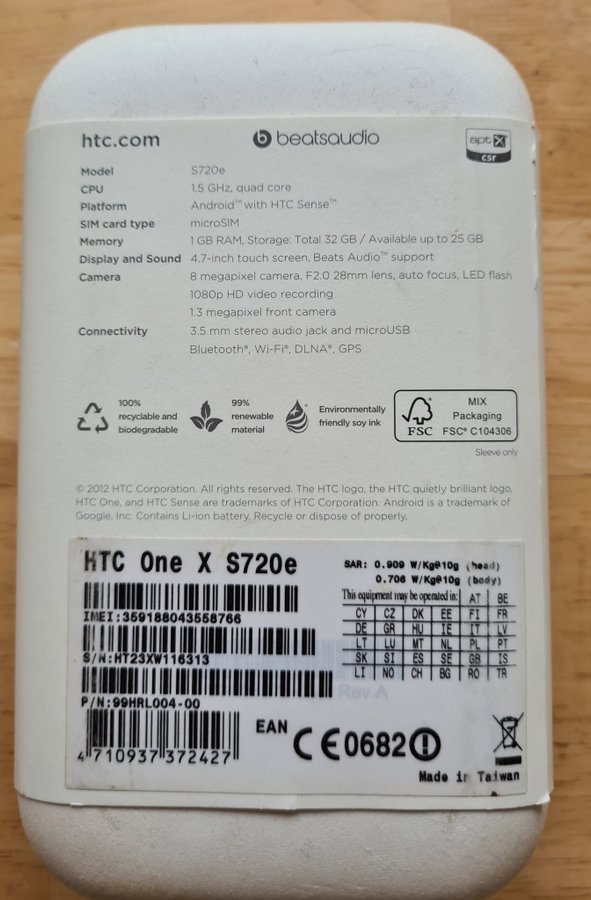 htc.com
beatsaudio
aptX
csr
Model S720e
CPU 1.5 GHz, quad core
Platform Android™ with HTC Sense™
SIM card type microSIM
Memory 1 GB RAM, Storage: Total 32 GB / Available up to 25 GB
Display and Sound 4.7-inch touch screen, Beats Audio™ support
Camera 8 megapixel camera, F2.0 28mm lens, auto focus, LED flash
1080p HD video recording
1.3 megapixel front camera
Connectivity 3.5 mm stereo audio jack and microUSB
Bluetooth®, Wi-Fi®, DLNA®, GPS
100%
recyclable and
biodegradable
99%
renewable
material
Environmentally
friendly soy ink
FSC
MIX
Packaging
FSC® C104306
Sleeve only
© 2012 HTC Corporation. All rights reserved. The HTC logo, the HTC quietly brilliant logo,
HTC One, and HTC Sense are trademarks of HTC Corporation. Android is a trademark of
Google, Inc. Contains Li-ion battery. Recycle or dispose of properly.
HTC One X S720e
IMEI:359188043558766
S/N:HT23XW116313
P/N:99HRL004-00
4 710937 372427
SAR: 0.909 W/Kg@10g (head)
0.706 W/Kg@10g (body)
This equipment may be operated in: AT BE
CY CZ DK EE FI FR
DE GR HU IE IT LV
LT LU MT NL PL PT
SK SI ES SE GB IS
LI NO CH BG RO TR
Rev.A
EAN
CE0682
Made in Taiwan